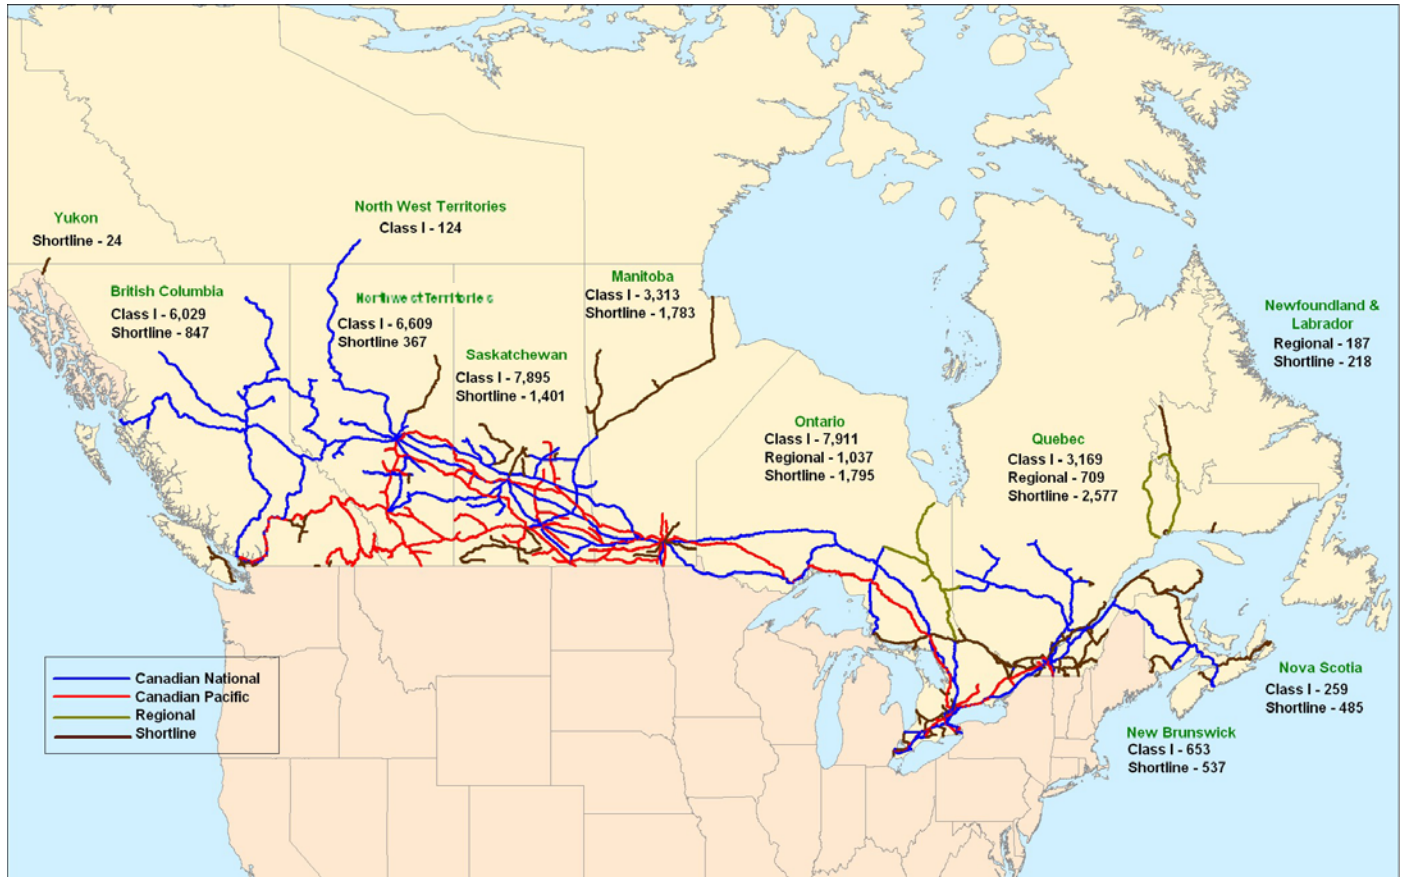 Yukon
Shortline - 24
North West Territories
Class I - 124
British Columbia
Class I - 6,029
Shortline - 847
Northwest Territories
Class I - 6,609
Shortline 367
Saskatchewan
Class I - 7,895
Shortline - 1,401
Manitoba
Class I - 3,313
Shortline - 1,783
Ontario
Class I - 7,911
Regional - 1,037
Shortline - 1,795
Quebec
Class I - 3,169
Regional - 709
Shortline - 2,577
Newfoundland &
Labrador
Regional - 187
Shortline - 218
Nova Scotia
Class I - 259
Shortline - 485
New Brunswick
Class I - 653
Shortline - 537
Canadian National
Canadian Pacific
Regional
Shortline